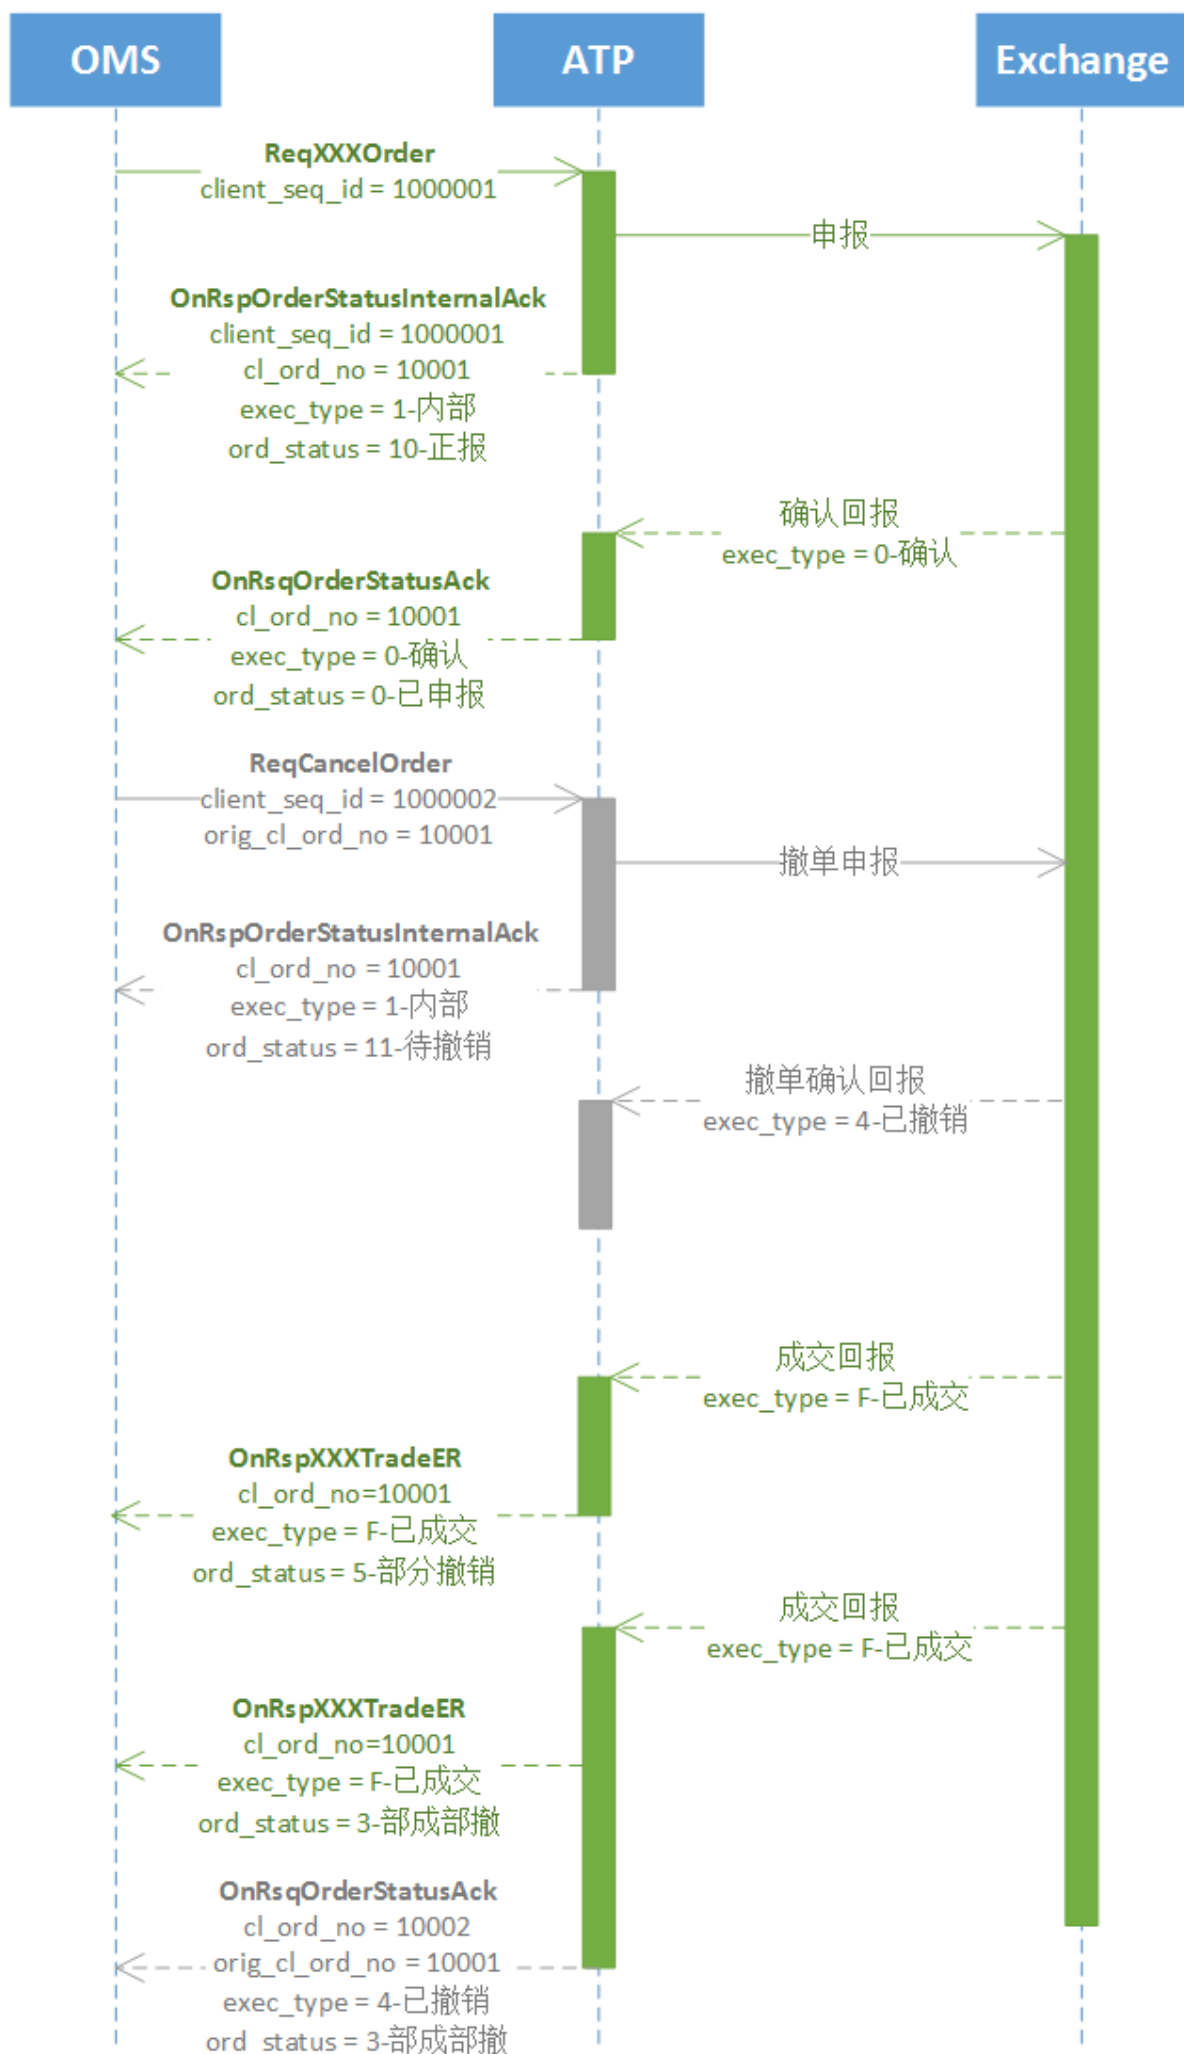 OMS
ATP
Exchange
ReqXXXOrder
client_seq_id = 1000001
申报
OnRspOrderStatusInternalAck
client_seq_id = 1000001
cl_ord_no = 10001
exec_type = 1-内部
ord_status = 10-正报
确认回报
exec_type = 0-确认
OnRsqOrderStatusAck
cl_ord_no = 10001
exec_type = 0-确认
ord_status = 0-已申报
ReqCancelOrder
client_seq_id = 1000002
orig_cl_ord_no = 10001
撤单申报
OnRspOrderStatusInternalAck
cl_ord_no = 10001
exec_type = 1-内部
ord_status = 11-待撤销
撤单确认回报
exec_type = 4-已撤销
成交回报
exec_type = F-已成交
OnRspXXXTradeER
cl_ord_no=10001
exec_type = F-已成交
ord_status = 5-部分撤销
成交回报
exec_type = F-已成交
OnRspXXXTradeER
cl_ord_no=10001
exec_type = F-已成交
ord_status = 3-部成部撤
OnRsqOrderStatusAck
cl_ord_no = 10002
orig_cl_ord_no = 10001
exec_type = 4-已撤销
ord_status = 3-部成部撤